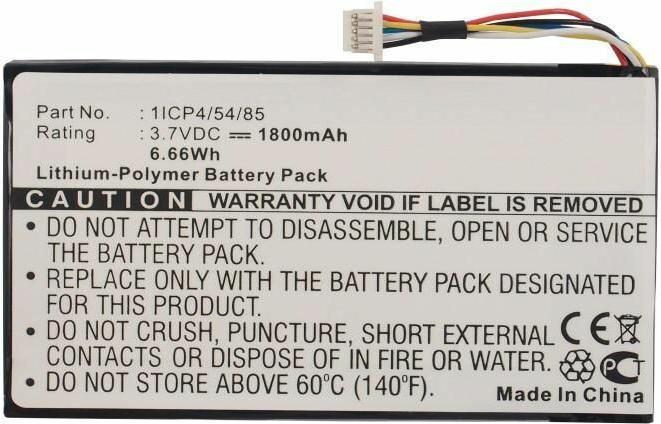 Part No. : 1ICP4/54/85
Rating : 3.7VDC ⎓ 1800mAh
6.66Wh
Lithium-Polymer Battery Pack
CAUTION WARRANTY VOID IF LABEL IS REMOVED
• DO NOT ATTEMPT TO DISASSEMBLE, OPEN OR SERVICE
THE BATTERY PACK.
• REPLACE ONLY WITH THE BATTERY PACK DESIGNATED
FOR THIS PRODUCT.
• DO NOT CRUSH, PUNCTURE, SHORT EXTERNAL
CONTACTS OR DISPOSE OF IN FIRE OR WATER.
• DO NOT STORE ABOVE 60°C (140°F).
CE
PCT
Made In China